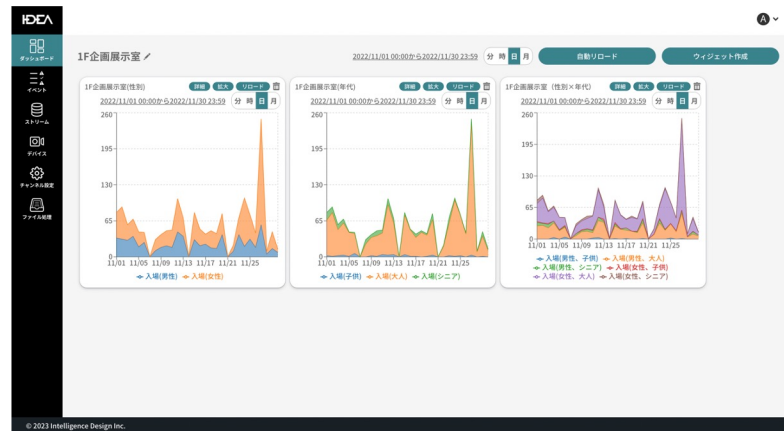 IDEA
A
ダッシュボード
イベント
ストリーム
デバイス
チャンネル設定
ファイル処理
1F企画展示室
2022/11/01 00:00から2022/11/30 23:59
分 時 日 月
自動リロード
ウィジェット作成
1F企画展示室(性別)
詳細 拡大 リロード
2022/11/01 00:00から2022/11/30 23:59
分 時 日 月
260
195
130
65
0
11/01 11/05 11/09 11/13 11/17 11/21 11/25
入場(男性) 入場(女性)
1F企画展示室(年代)
詳細 拡大 リロード
2022/11/01 00:00から2022/11/30 23:59
分 時 日 月
260
195
130
65
0
11/01 11/05 11/09 11/13 11/17 11/21 11/25
入場(子供) 入場(大人) 入場(シニア)
1F企画展示室 (性別×年代)
詳細 拡大 リロード
2022/11/01 00:00から2022/11/30 23:59
分 時 日 月
260
195
130
65
0
11/01 11/05 11/09 11/13 11/17 11/21 11/25
入場(男性、子供) 入場(男性、大人)
入場(男性、シニア) 入場(女性、子供)
入場(女性、大人) 入場(女性、シニア)
© 2023 Intelligence Design Inc.